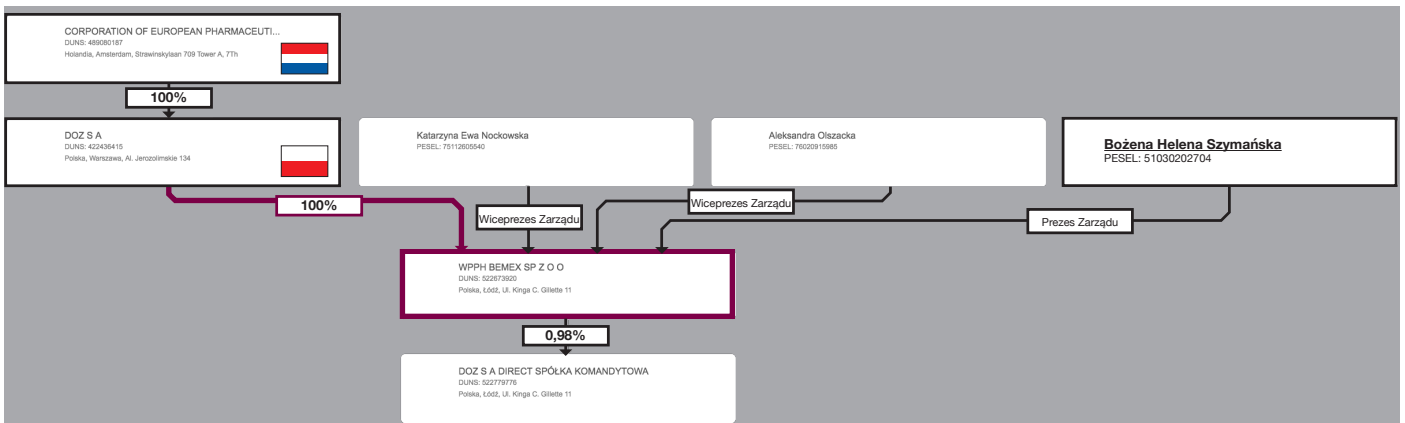 CORPORATION OF EUROPEAN PHARMACEUTI...
DUNS: 489080187
Holandia, Amsterdam, Strawinskylaan 709 Tower A, 7Th
100%
DOZ S A
DUNS: 422436415
Polska, Warszawa, Al. Jerozolimskie 134
Katarzyna Ewa Nockowska
PESEL: 75112605540
Aleksandra Olszacka
PESEL: 76020915985
Bożena Helena Szymańska
PESEL: 51030202704
100%
Wiceprezes Zarządu
Wiceprezes Zarządu
Prezes Zarządu
WPPH BEMEX SP Z O O
DUNS: 522673920
Polska, Łódź, Ul. Kinga C. Gillette 11
0,98%
DOZ S A DIRECT SPÓŁKA KOMANDYTOWA
DUNS: 522779776
Polska, Łódź, Ul. Kinga C. Gillette 11